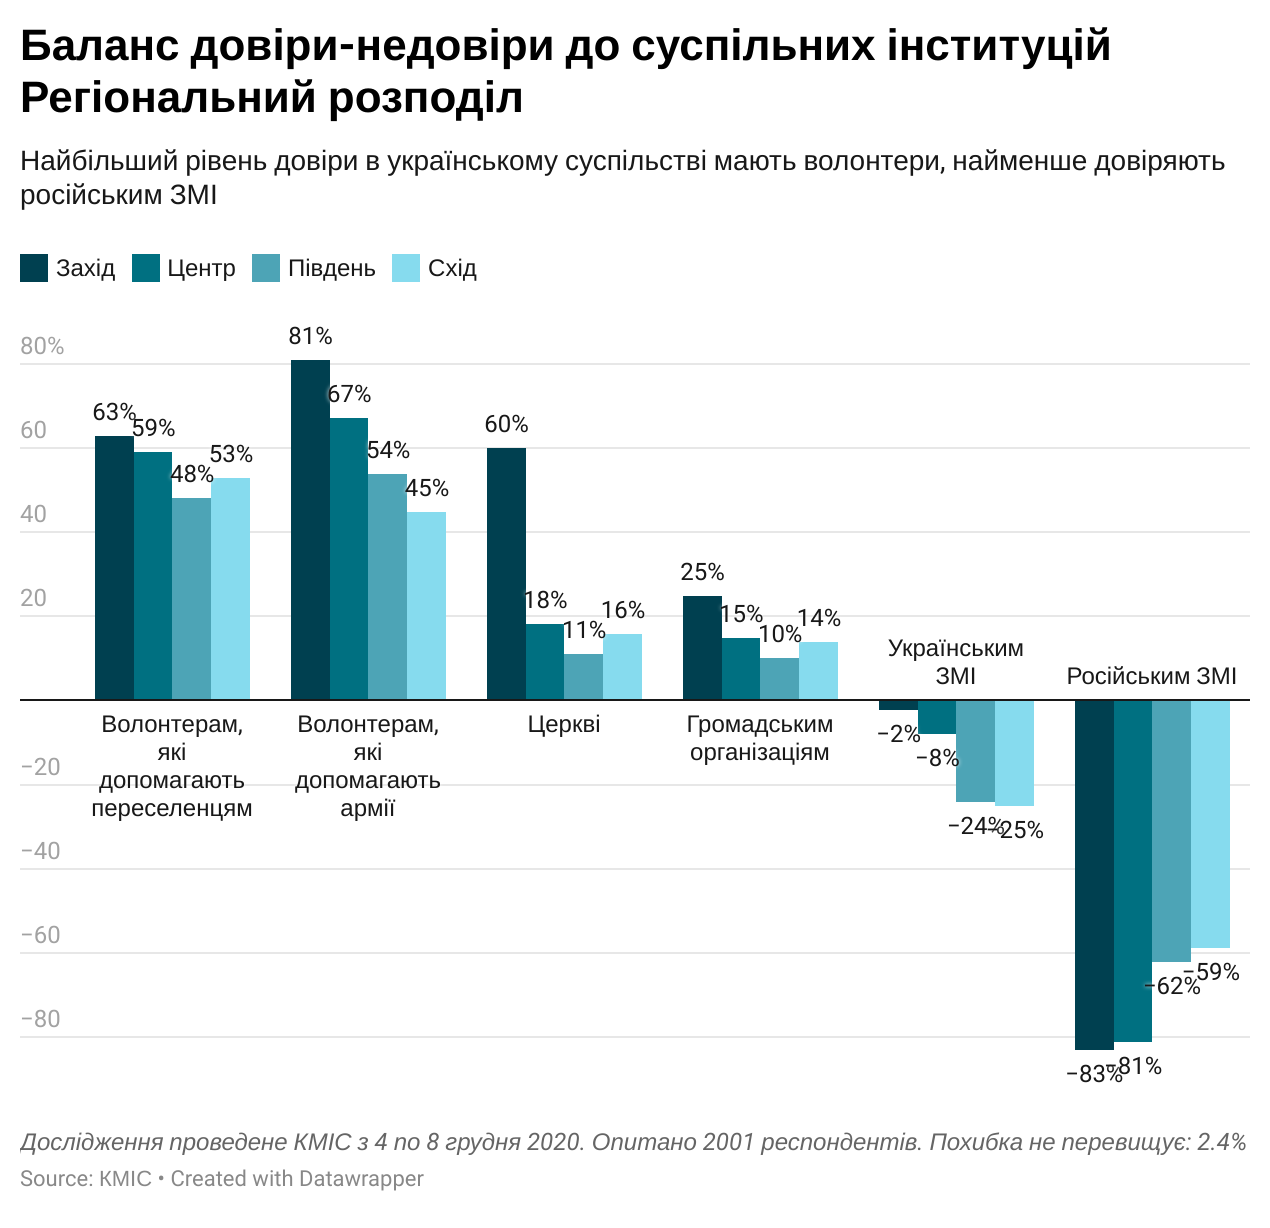 Баланс довіри-недовіри до суспільних інституцій
Регіональний розподіл
Найбільший рівень довіри в українському суспільстві мають волонтери, найменше довіряють
російським ЗМІ
Захід
Центр
Південь
Схід
80%
60
40
20
−20
−40
−60
−80
63%
59%
48%
53%
Волонтерам,
які
допомагають
переселенцям
81%
67%
54%
45%
Волонтерам,
які
допомагають
армії
60%
18%
11%
16%
Церкві
25%
15%
10%
14%
Громадським
організаціям
Українським
ЗМІ
−2%
−8%
−24%
−25%
Російським ЗМІ
−83%
−81%
−62%
−59%
Дослідження проведене КМІС з 4 по 8 грудня 2020. Опитано 2001 респондентів. Похибка не перевищує: 2.4%
Source: КМІС • Created with Datawrapper